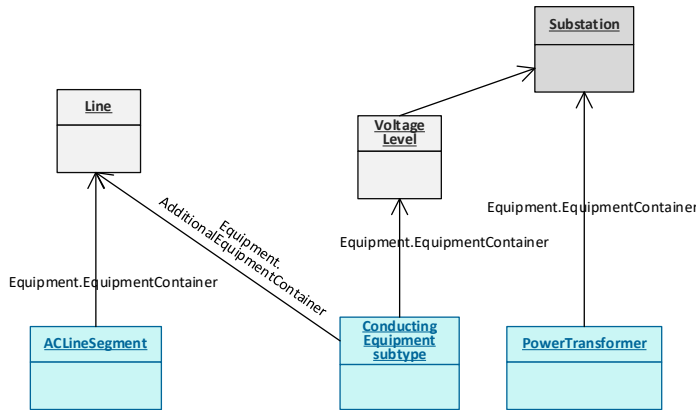 Substation
Line
Voltage
Level
Equipment.EquipmentContainer
Equipment.
AdditionalEquipmentContainer
Equipment.EquipmentContainer
Equipment.EquipmentContainer
ACLineSegment
Conducting
Equipment
subtype
PowerTransformer